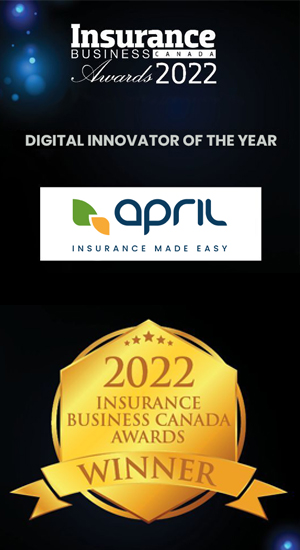 Insurance
BUSINESS CANADA
Awards 2022
DIGITAL INNOVATOR OF THE YEAR
april
INSURANCE MADE EASY
2022
INSURANCE
BUSINESS CANADA
AWARDS
WINNER